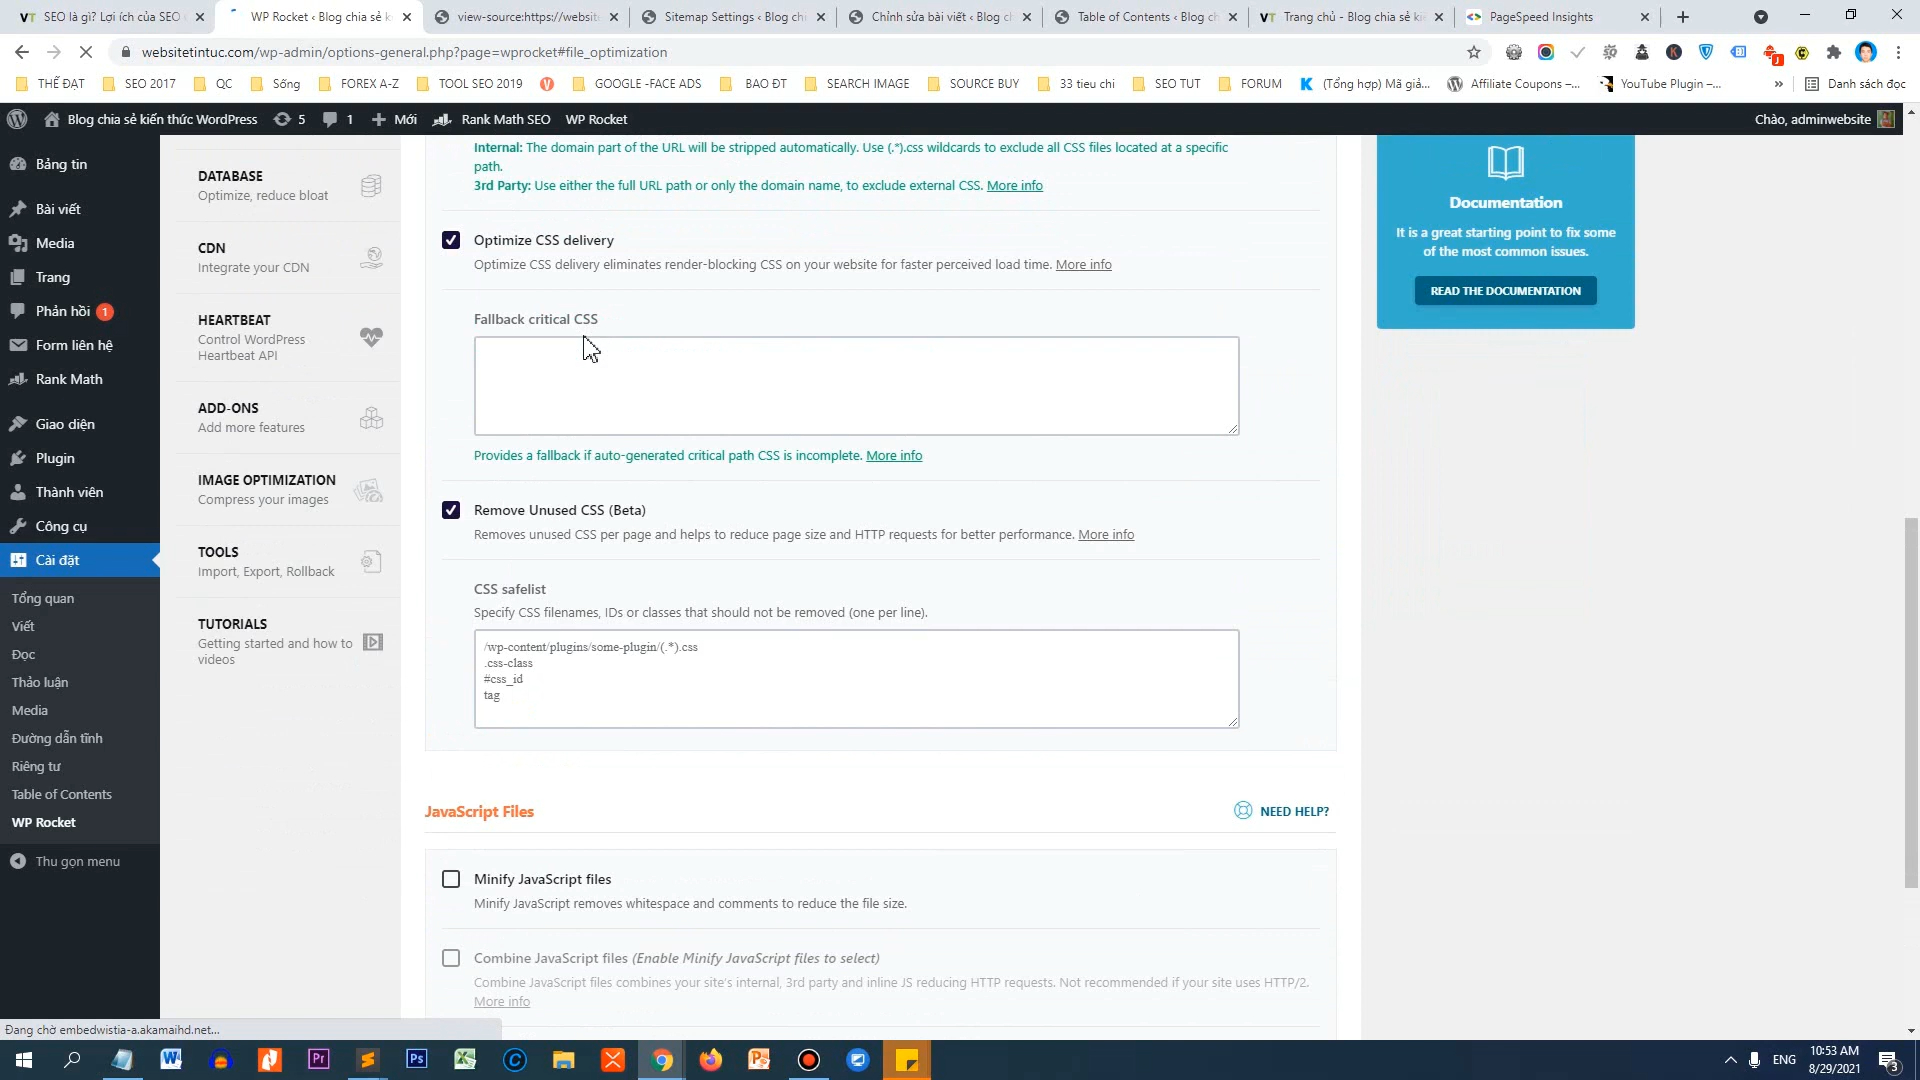 SEO là gì? Lợi ích của SEO
WP Rocket ‹ Blog chia sẻ k
view-source:https://website
Sitemap Settings ‹ Blog ch
Chỉnh sửa bài viết ‹ Blog c
Table of Contents ‹ Blog ch
Trang chủ - Blog chia sẻ kiế
PageSpeed Insights
websitetintuc.com/wp-admin/options-general.php?page=wprocket#file_optimization
THẾ ĐẠT
SEO 2017
QC
Sống
FOREX A-Z
TOOL SEO 2019
GOOGLE -FACE ADS
BAO ĐT
SEARCH IMAGE
SOURCE BUY
33 tieu chi
SEO TUT
FORUM
(Tổng hợp) Mã giả...
Affiliate Coupons –...
YouTube Plugin –...
»
Danh sách đọc
Blog chia sẻ kiến thức WordPress
5
1
Mới
Rank Math SEO
WP Rocket
Chào, adminwebsite
Bảng tin
Bài viết
Media
Trang
Phản hồi 1
Form liên hệ
Rank Math
Giao diện
Plugin
Thành viên
Công cụ
Cài đặt
Tổng quan
Viết
Đọc
Thảo luận
Media
Đường dẫn tĩnh
Riêng tư
Table of Contents
WP Rocket
Thu gọn menu
DATABASE
Optimize, reduce bloat
CDN
Integrate your CDN
HEARTBEAT
Control WordPress
Heartbeat API
ADD-ONS
Add more features
IMAGE OPTIMIZATION
Compress your images
TOOLS
Import, Export, Rollback
TUTORIALS
Getting started and how to
videos
Internal: The domain part of the URL will be stripped automatically. Use (.*).css wildcards to exclude all CSS files located at a specific
path.
3rd Party: Use either the full URL path or only the domain name, to exclude external CSS. More info
Optimize CSS delivery
Optimize CSS delivery eliminates render-blocking CSS on your website for faster perceived load time. More info
Fallback critical CSS
Provides a fallback if auto-generated critical path CSS is incomplete. More info
Remove Unused CSS (Beta)
Removes unused CSS per page and helps to reduce page size and HTTP requests for better performance. More info
CSS safelist
Specify CSS filenames, IDs or classes that should not be removed (one per line).
/wp-content/plugins/some-plugin/(.*).css
.css-class
#css_id
tag
JavaScript Files
NEED HELP?
Minify JavaScript files
Minify JavaScript removes whitespace and comments to reduce the file size.
Combine JavaScript files (Enable Minify JavaScript files to select)
Combine JavaScript files combines your site's internal, 3rd party and inline JS reducing HTTP requests. Not recommended if your site uses HTTP/2.
More info
Documentation
It is a great starting point to fix some
of the most common issues.
READ THE DOCUMENTATION
Đang chờ embedwistia-a.akamaihd.net...
ENG
10:53 AM
8/29/2021
3